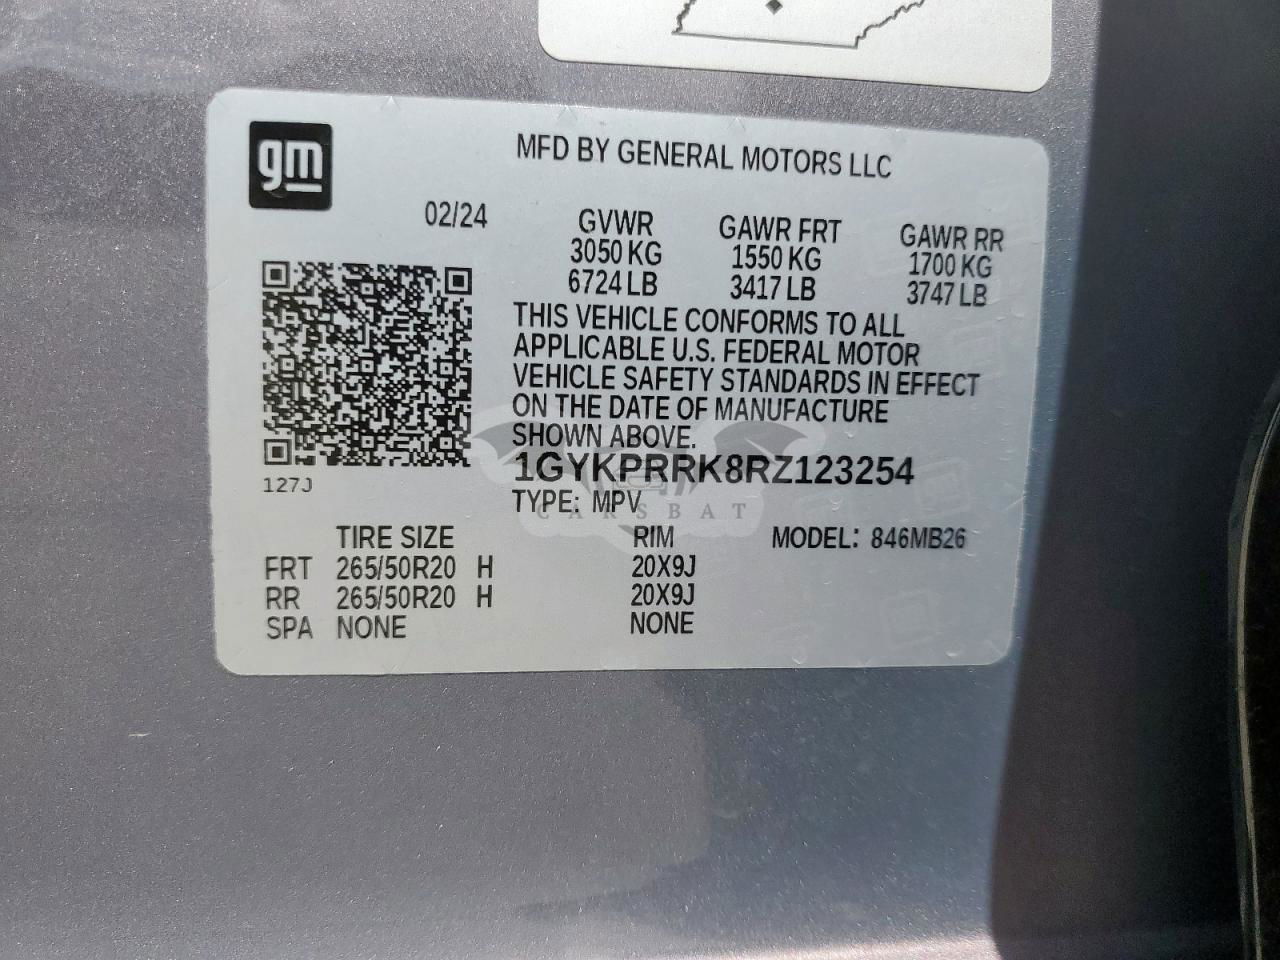 gm
MFD BY GENERAL MOTORS LLC
02/24
GVWR GAWR FRT GAWR RR
3050 KG 1550 KG 1700 KG
6724 LB 3417 LB 3747 LB
THIS VEHICLE CONFORMS TO ALL
APPLICABLE U.S. FEDERAL MOTOR
VEHICLE SAFETY STANDARDS IN EFFECT
ON THE DATE OF MANUFACTURE
SHOWN ABOVE.
127J
1GYKPRRK8RZ123254
TYPE: MPV
CARSBAT
TIRE SIZE RIM MODEL: 846MB26
FRT 265/50R20 H 20X9J
RR 265/50R20 H 20X9J
SPA NONE NONE